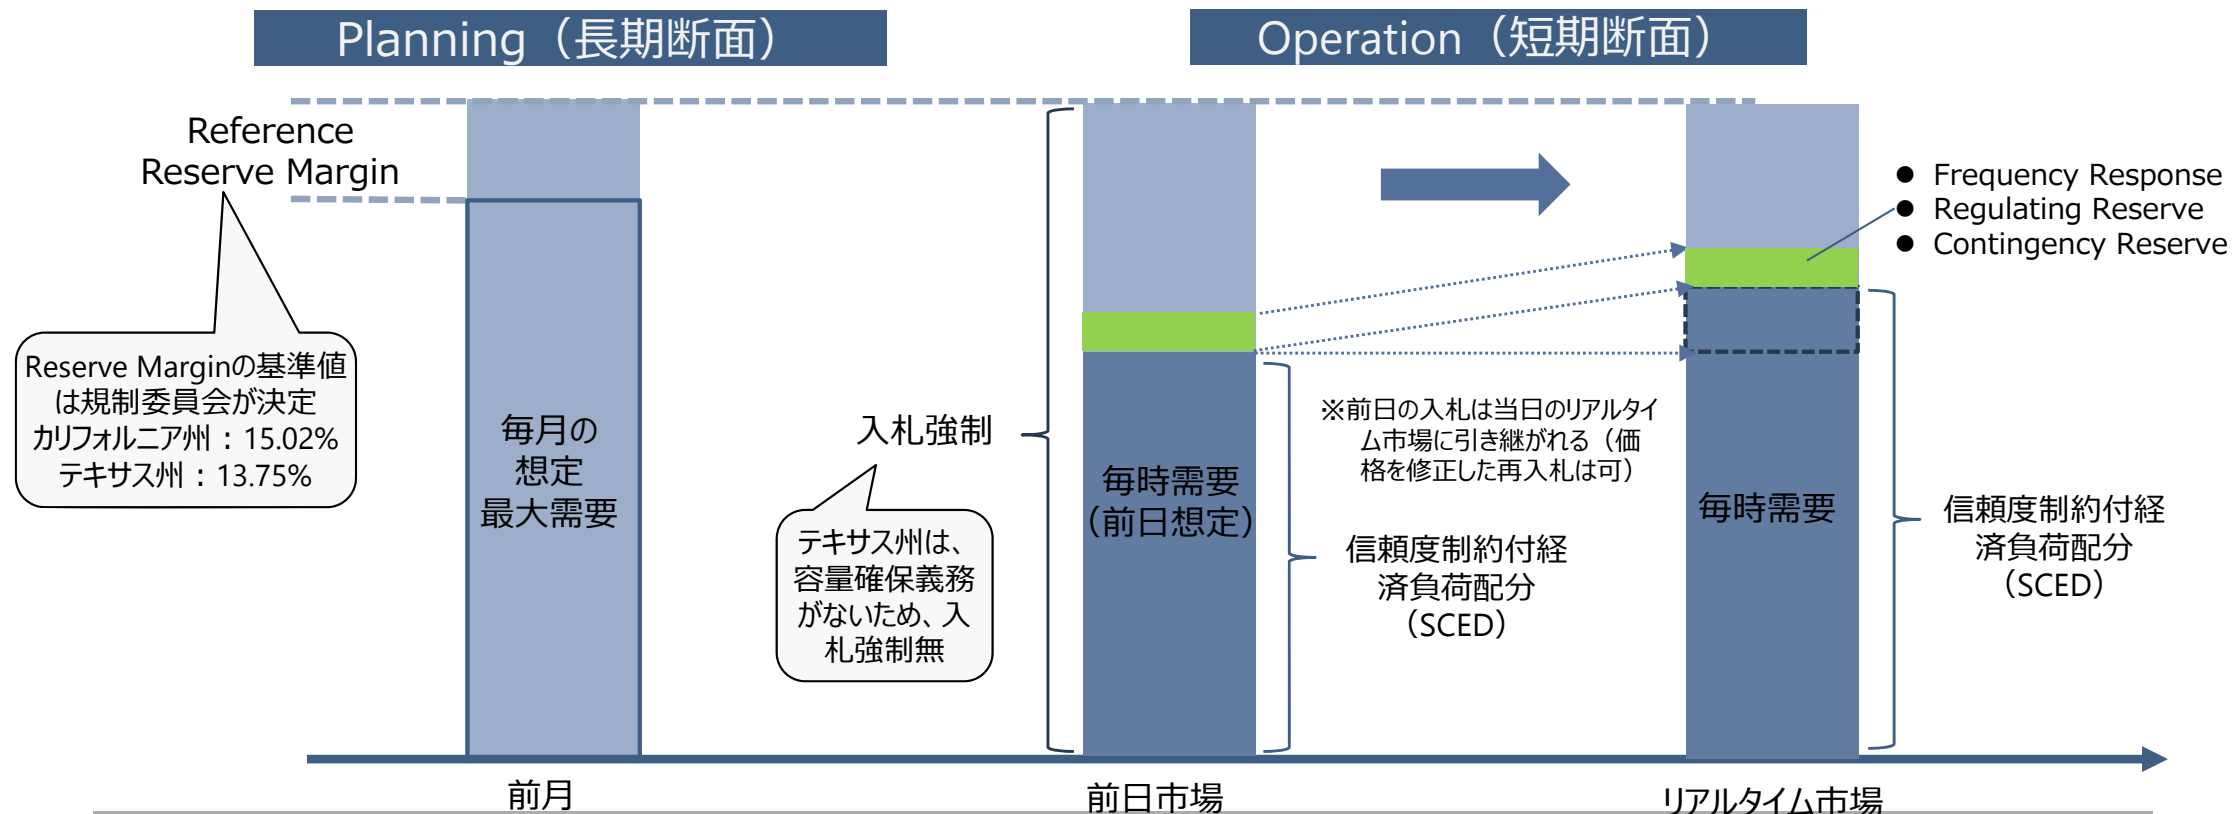 Planning（長期断面）
Operation（短期断面）
Reference
Reserve Margin
Reserve Marginの基準値
は規制委員会が決定
カリフォルニア州：15.02%
テキサス州：13.75%
毎月の
想定
最大需要
入札強制
テキサス州は、
容量確保義務
がないため、入
札強制無
毎時需要
（前日想定）
※前日の入札は当日のリアルタイ
ム市場に引き継がれる（価
格を修正した再入札は可）
信頼度制約付経
済負荷配分
（SCED）
● Frequency Response
● Regulating Reserve
● Contingency Reserve
毎時需要
信頼度制約付経
済負荷配分
（SCED）
前月
前日市場
リアルタイム市場